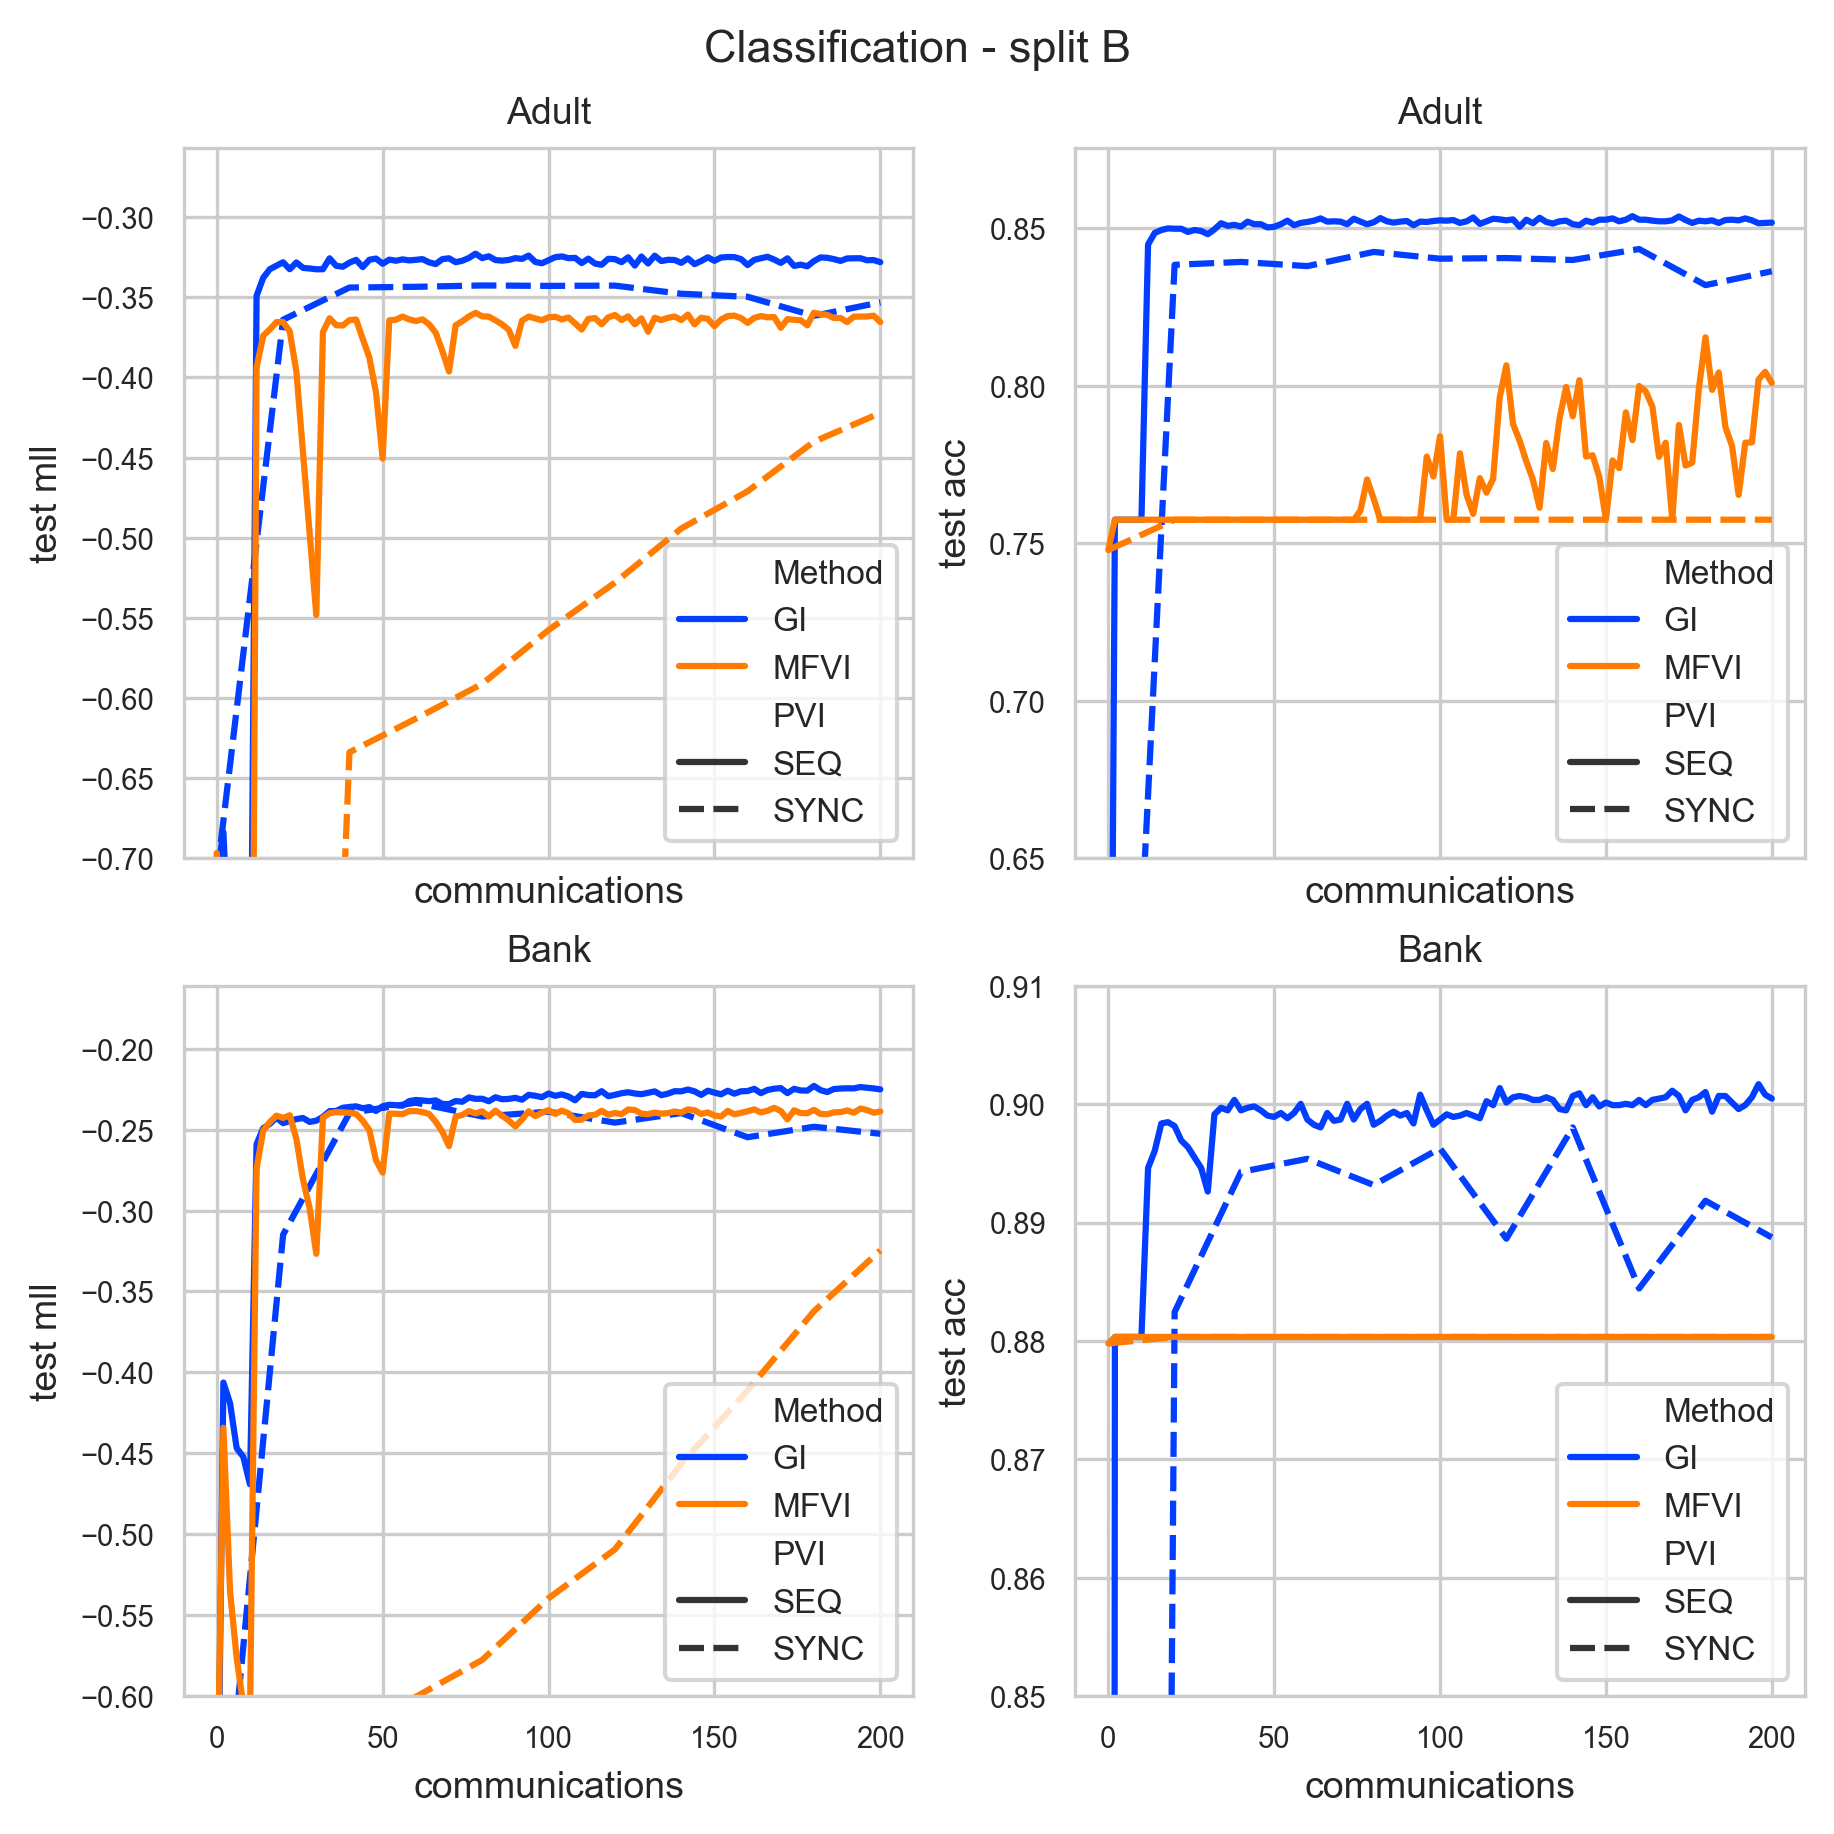 Classification - split B
Adult
−0.30
−0.35
−0.40
−0.45
−0.50
−0.55
−0.60
−0.65
−0.70
test mll
communications
Method
GI
MFVI
PVI
SEQ
SYNC
Adult
0.85
0.80
0.75
0.70
0.65
test acc
communications
Method
GI
MFVI
PVI
SEQ
SYNC
Bank
−0.20
−0.25
−0.30
−0.35
−0.40
−0.45
−0.50
−0.55
−0.60
test mll
0 50 100 150 200
communications
Method
GI
MFVI
PVI
SEQ
SYNC
Bank
0.91
0.90
0.89
0.88
0.87
0.86
0.85
test acc
0 50 100 150 200
communications
Method
GI
MFVI
PVI
SEQ
SYNC